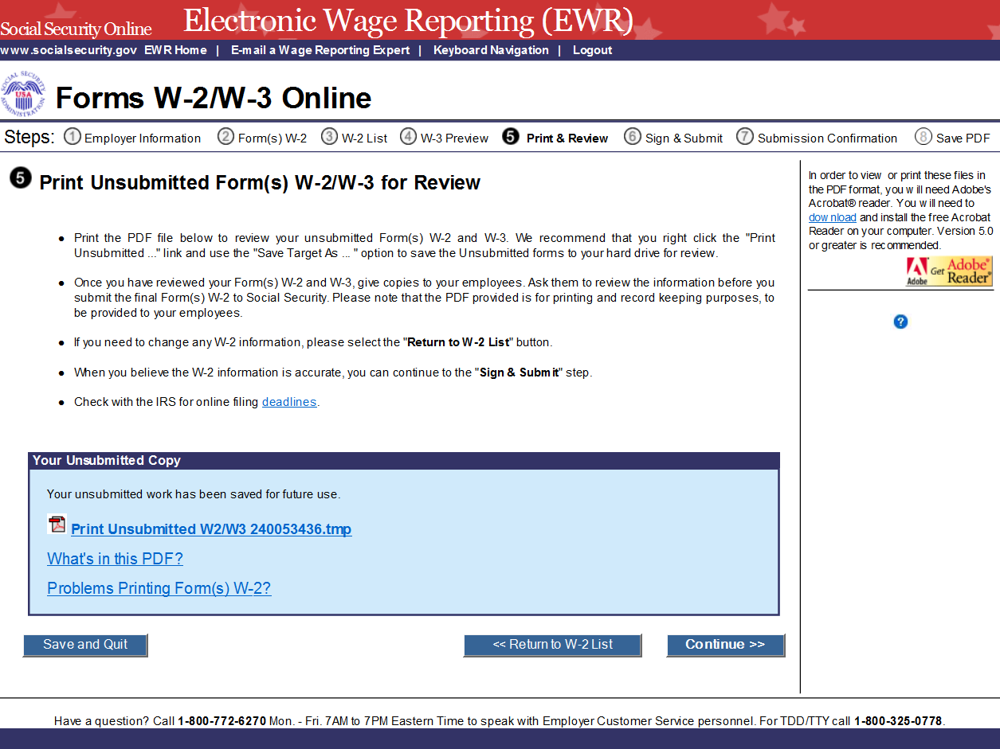 Social Security Online Electronic Wage Reporting (EWR)
www.socialsecurity.gov EWR Home | E-mail a Wage Reporting Expert | Keyboard Navigation | Logout
SOCIAL SECURITY ADMINISTRATION USA
Forms W-2/W-3 Online
Steps: 1 Employer Information 2 Form(s) W-2 3 W-2 List 4 W-3 Preview 5 Print & Review 6 Sign & Submit 7 Submission Confirmation 8 Save PDF
5 Print Unsubmitted Form(s) W-2/W-3 for Review
● Print the PDF file below to review your unsubmitted Form(s) W-2 and W-3. We recommend that you right click the "Print
Unsubmitted ..." link and use the "Save Target As ... " option to save the Unsubmitted forms to your hard drive for review.
● Once you have reviewed your Form(s) W-2 and W-3, give copies to your employees. Ask them to review the information before you
submit the final Form(s) W-2 to Social Security. Please note that the PDF provided is for printing and record keeping purposes, to
be provided to your employees.
● If you need to change any W-2 information, please select the "Return to W-2 List" button.
● When you believe the W-2 information is accurate, you can continue to the "Sign & Submit" step.
● Check with the IRS for online filing deadlines.
Your Unsubmitted Copy
Your unsubmitted work has been saved for future use.
Print Unsubmitted W2/W3 240053436.tmp
What's in this PDF?
Problems Printing Form(s) W-2?
Save and Quit << Return to W-2 List Continue >>
In order to view or print these files in
the PDF format, you will need Adobe's
Acrobat® reader. You will need to
download and install the free Acrobat
Reader on your computer. Version 5.0
or greater is recommended.
Adobe Get Adobe® Reader®
?
Have a question? Call 1-800-772-6270 Mon. - Fri. 7AM to 7PM Eastern Time to speak with Employer Customer Service personnel. For TDD/TTY call 1-800-325-0778.